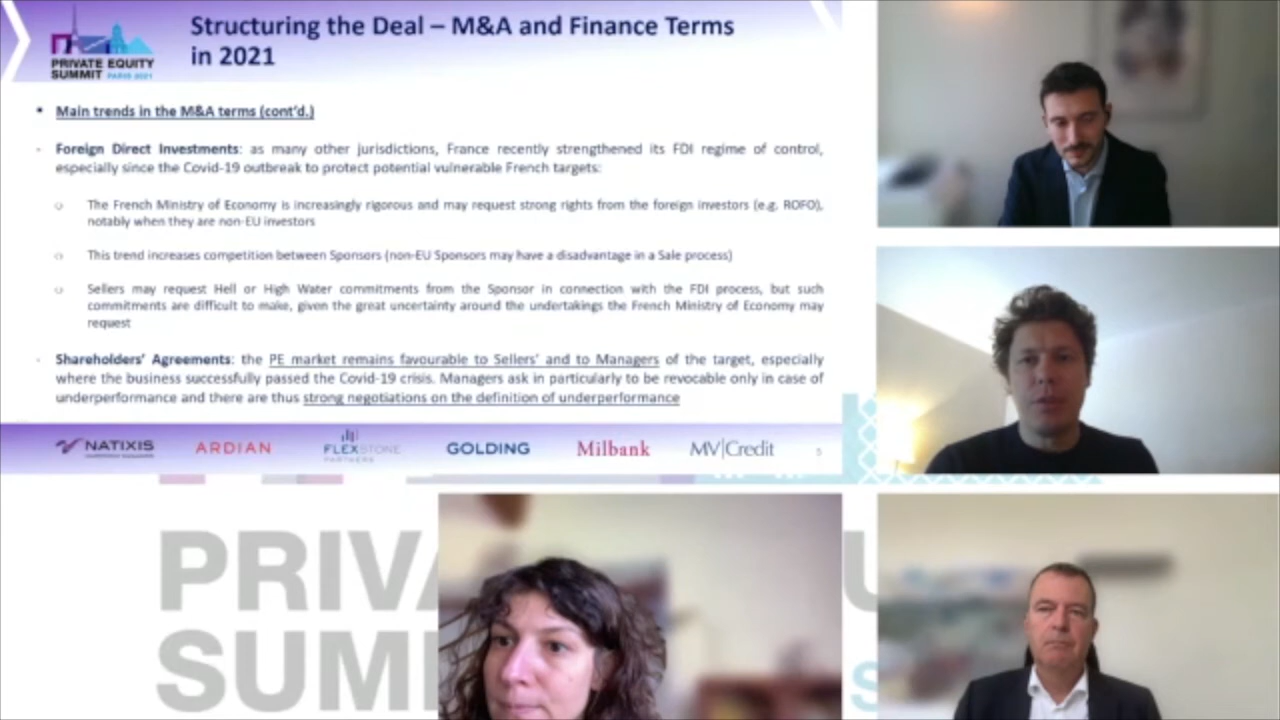 PRIVATE EQUITY
SUMMIT PARIS 2021
Structuring the Deal – M&A and Finance Terms
in 2021
Main trends in the M&A terms (cont'd.)
Foreign Direct Investments: as many other jurisdictions, France recently strengthened its FDI regime of control,
especially since the Covid-19 outbreak to protect potential vulnerable French targets:
The French Ministry of Economy is increasingly rigorous and may request strong rights from the foreign investors (e.g. ROFO),
notably when they are non-EU investors
This trend increases competition between Sponsors (non-EU Sponsors may have a disadvantage in a Sale process)
Sellers may request Hell or High Water commitments from the Sponsor in connection with the FDI process, but such
commitments are difficult to make, given the great uncertainty around the undertakings the French Ministry of Economy may
request
Shareholders' Agreements: the PE market remains favourable to Sellers' and to Managers of the target, especially
where the business successfully passed the Covid-19 crisis. Managers ask in particularly to be revocable only in case of
underperformance and there are thus strong negotiations on the definition of underperformance
NATIXIS
ARDIAN
FLEXSTONE
PARTNERS
GOLDING
Milbank
MV|Credit
5
PRIV
SUM